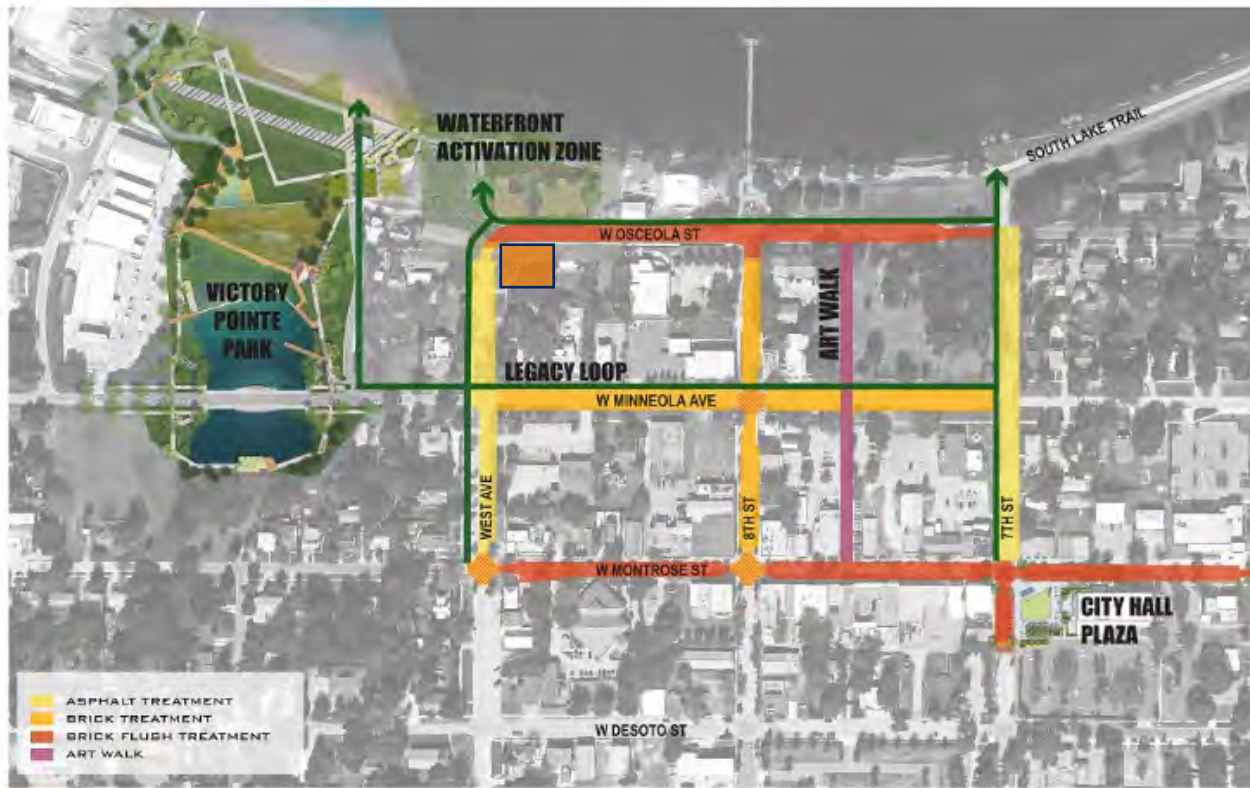 WATERFRONT
ACTIVATION ZONE
SOUTH LAKE TRAIL
W OSCEOLA ST
VICTORY
POINTE
PARK
ART WALK
LEGACY LOOP
W MINNEOLA AVE
WEST AVE
8TH ST
7TH ST
W MONTROSE ST
CITY HALL
PLAZA
W DESOTO ST
ASPHALT TREATMENT
BRICK TREATMENT
BRICK FLUSH TREATMENT
ART WALK